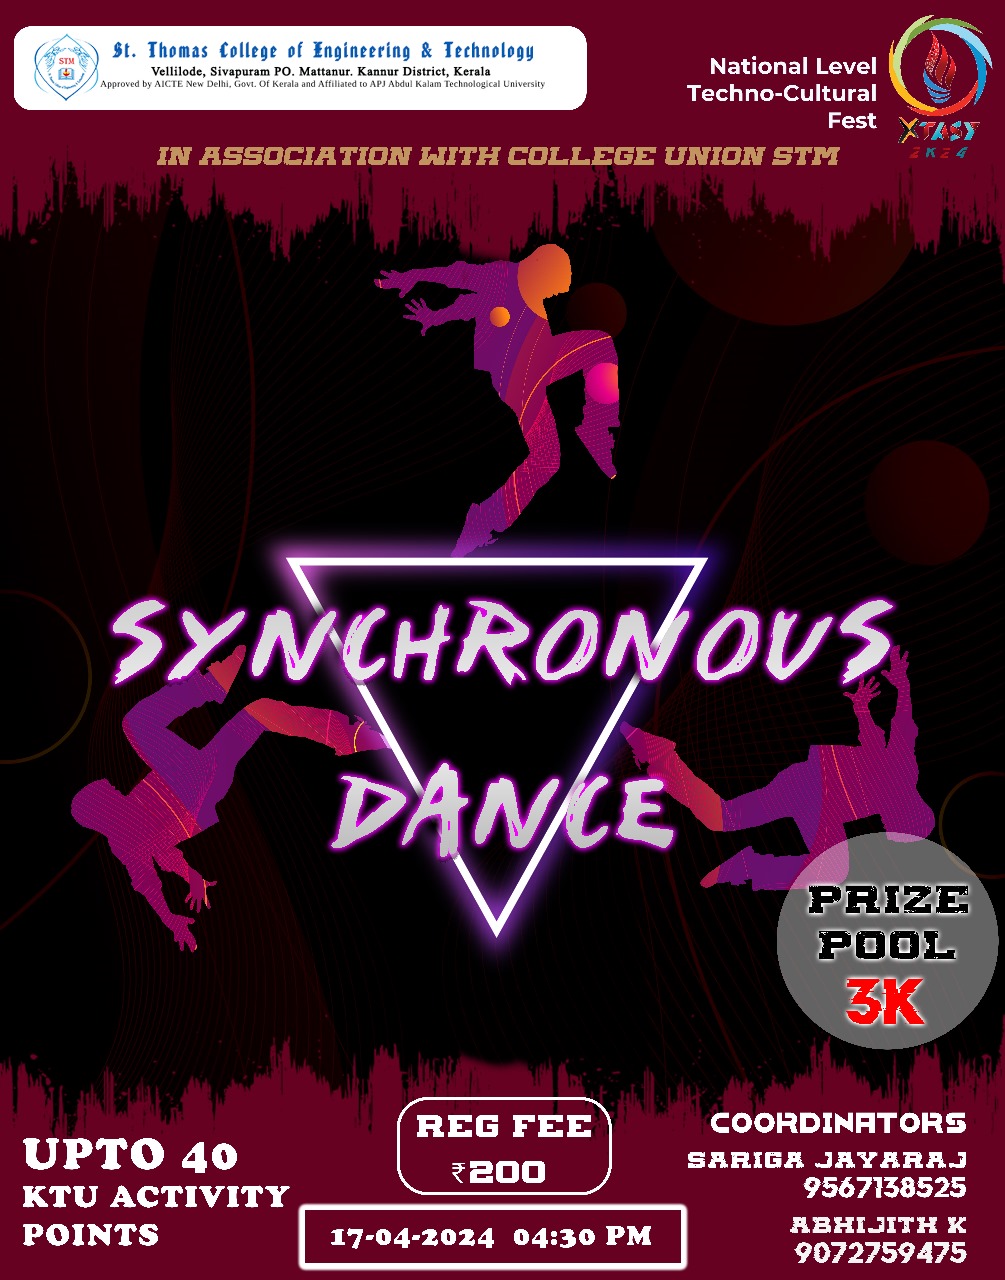 STM
St. Thomas College of Engineering & Technology
Vellilode, Sivapuram PO. Mattanur. Kannur District, Kerala
Approved by AICTE New Delhi, Govt. Of Kerala and Affiliated to APJ Abdul Kalam Technological University
National Level
Techno-Cultural
Fest
XTASY
2K24
IN ASSOCIATION WITH COLLEGE UNION STM
SYNCHRONOUS
DANCE
PRIZE
POOL
3K
UPTO 40
KTU ACTIVITY
POINTS
REG FEE
₹200
17-04-2024 04:30 PM
COORDINATORS
SARIGA JAYARAJ
9567138525
ABHIJITH K
9072759475